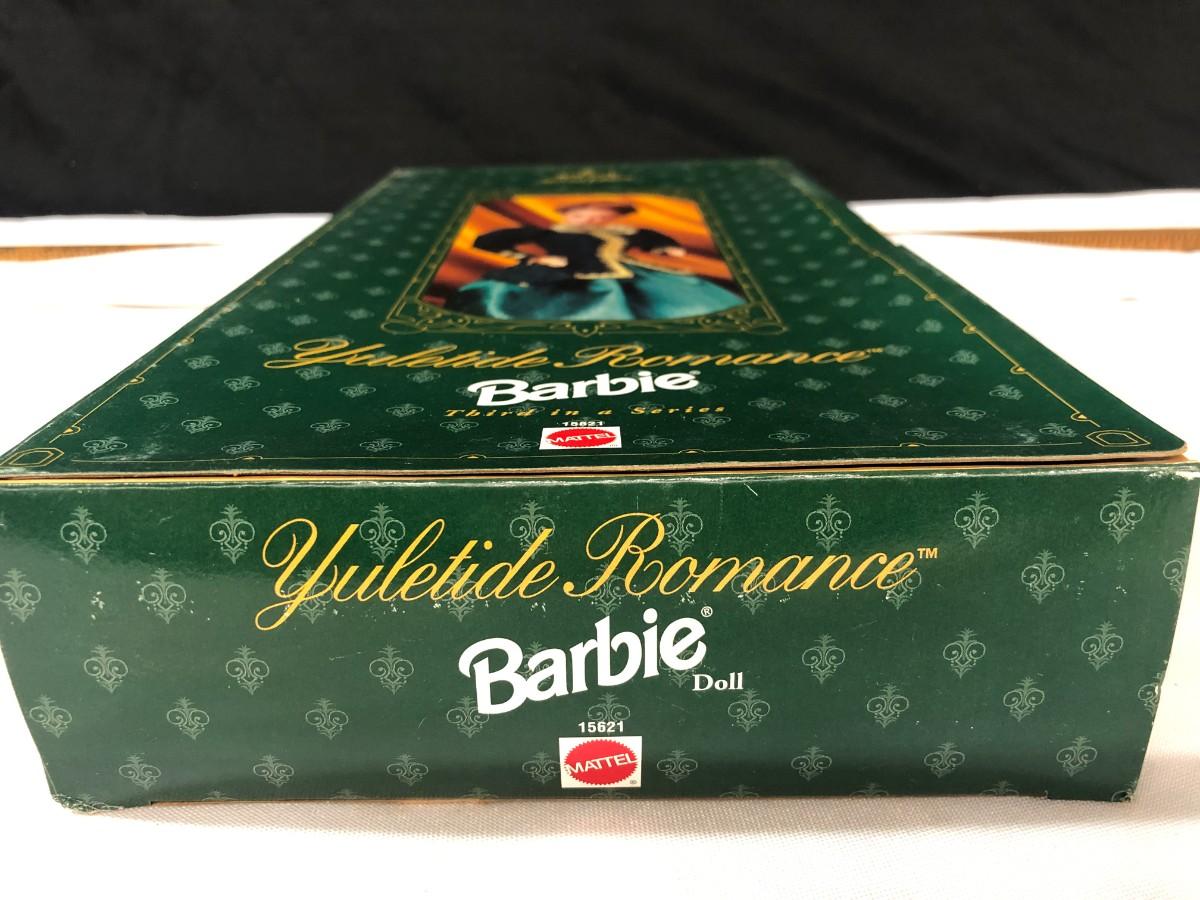 Yuletide Romance™
Barbie®
Third in a Series
15621
MATTEL
Yuletide Romance™
Barbie®
Doll
15621
MATTEL®